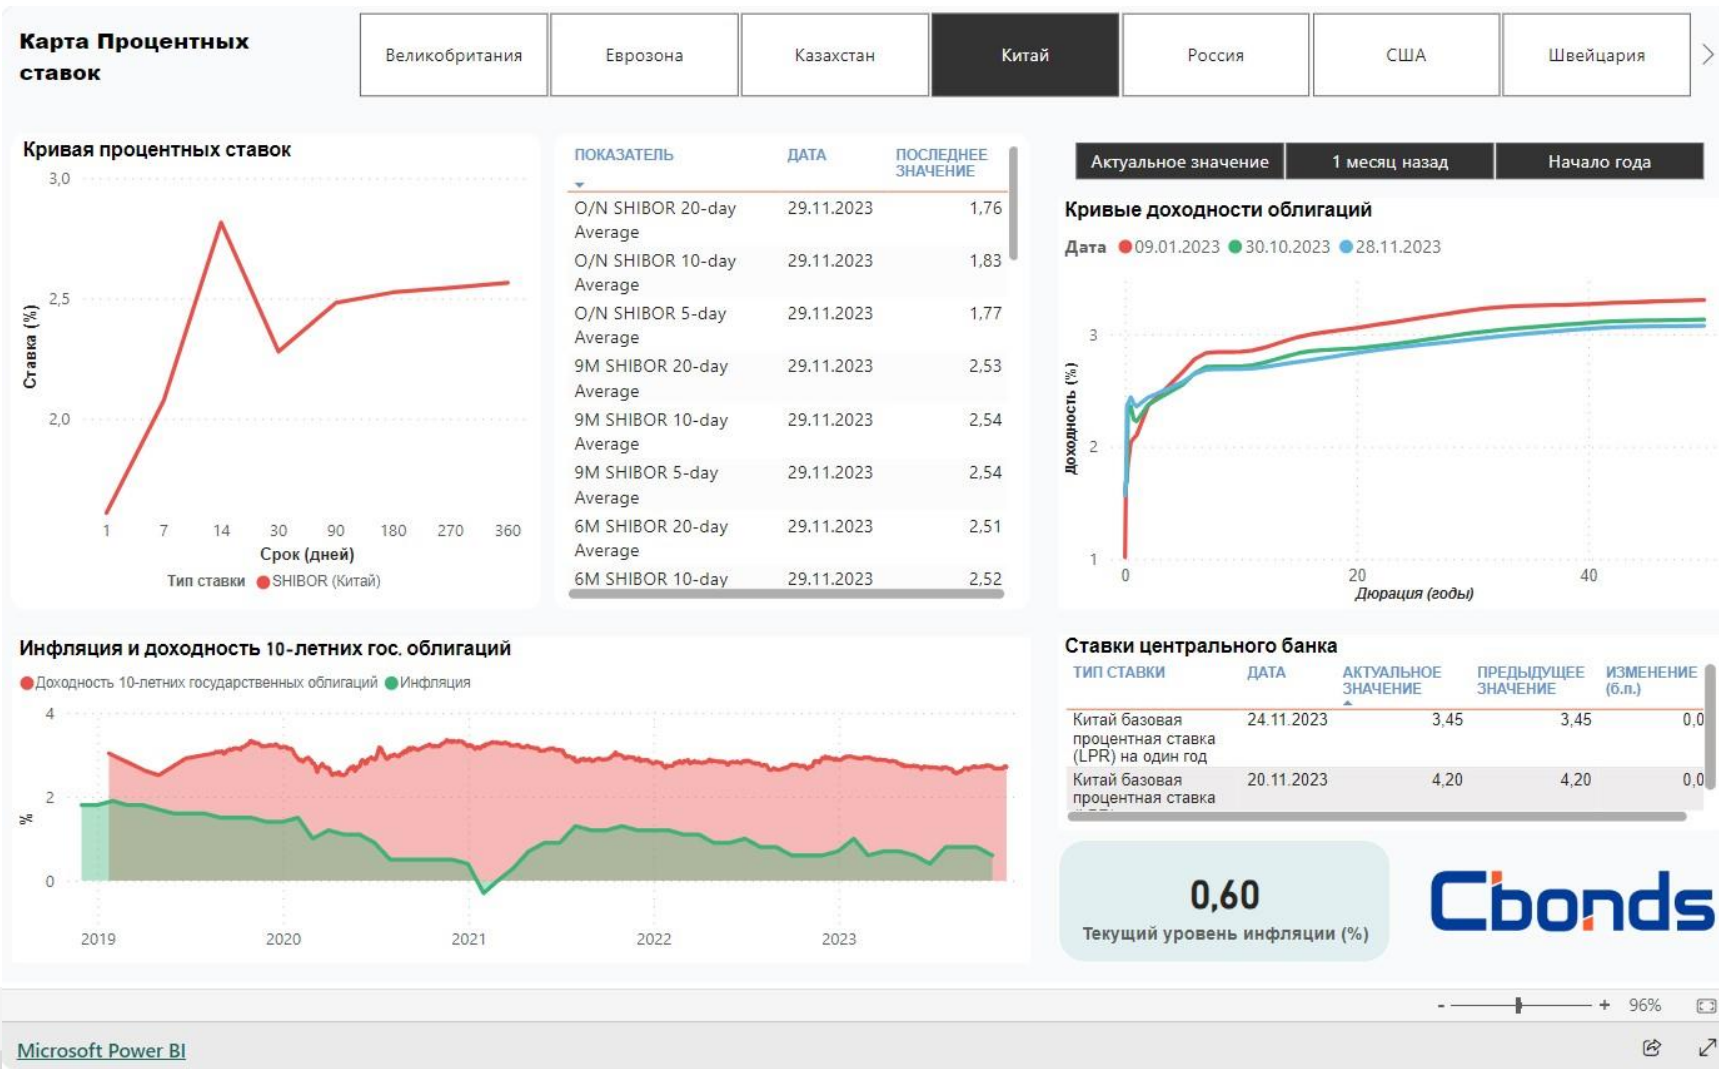 Карта Процентных
ставок
Великобритания
Еврозона
Казахстан
Китай
Россия
США
Швейцария
Кривая процентных ставок
3,0
2,5
2,0
Ставка (%)
1 7 14 30 90 180 270 360
Срок (дней)
Тип ставки SHIBOR (Китай)
ПОКАЗАТЕЛЬ ДАТА ПОСЛЕДНЕЕ
ЗНАЧЕНИЕ
O/N SHIBOR 20-day 29.11.2023 1,76
Average
O/N SHIBOR 10-day 29.11.2023 1,83
Average
O/N SHIBOR 5-day 29.11.2023 1,77
Average
9M SHIBOR 20-day 29.11.2023 2,53
Average
9M SHIBOR 10-day 29.11.2023 2,54
Average
9M SHIBOR 5-day 29.11.2023 2,54
Average
6M SHIBOR 20-day 29.11.2023 2,51
Average
6M SHIBOR 10-day 29.11.2023 2,52
Актуальное значение
1 месяц назад
Начало года
Кривые доходности облигаций
Дата 09.01.2023 30.10.2023 28.11.2023
3
2
1
Доходность (%)
0 20 40
Дюрация (годы)
Инфляция и доходность 10-летних гос. облигаций
Доходность 10-летних государственных облигаций Инфляция
4
2
0
%
2019 2020 2021 2022 2023
Ставки центрального банка
ТИП СТАВКИ ДАТА АКТУАЛЬНОЕ ПРЕДЫДУЩЕЕ ИЗМЕНЕНИЕ
ЗНАЧЕНИЕ ЗНАЧЕНИЕ (б.п.)
Китай базовая 24.11.2023 3,45 3,45 0,0
процентная ставка
(LPR) на один год
Китай базовая 20.11.2023 4,20 4,20 0,0
процентная ставка
0,60
Текущий уровень инфляции (%)
Cbonds
- + 96%
Microsoft Power BI